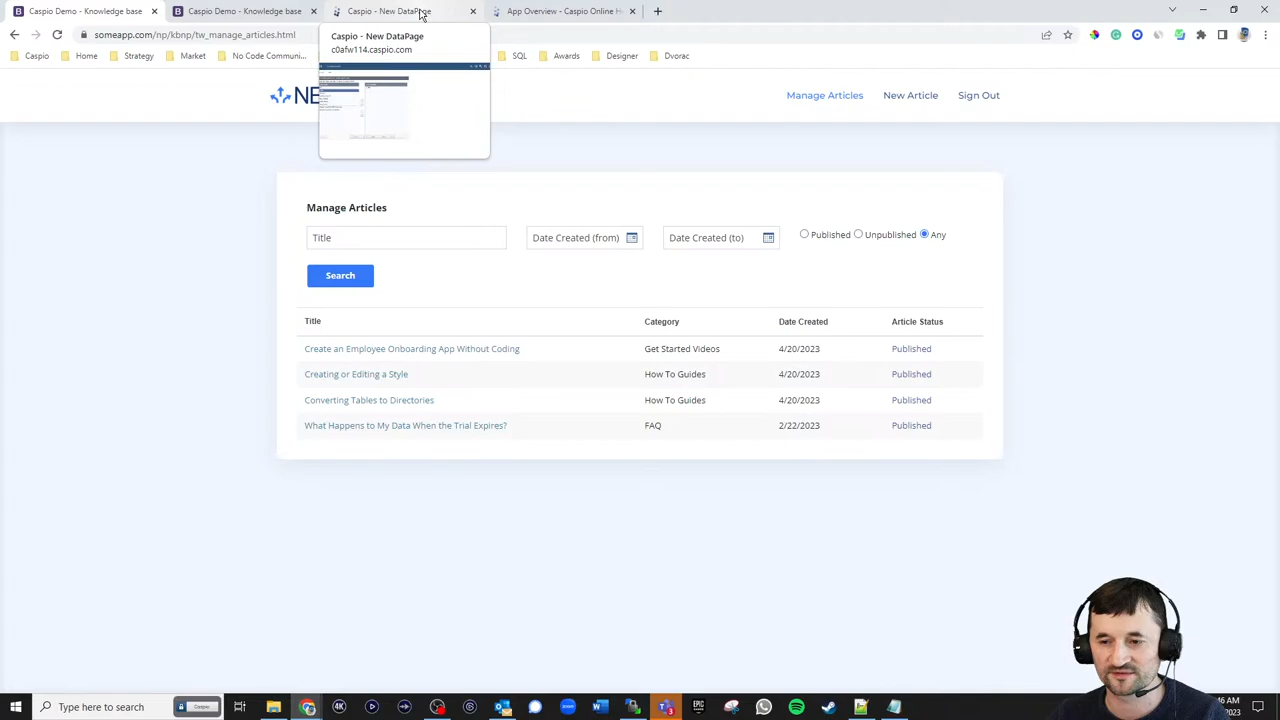 Caspio Demo - Knowledge base
Caspio Demo - Knowledge base
Caspio - New DataPage
App Overview - Caspio Online H
someapp.com/np/kbnp/tw_manage_articles.html
Caspio - New DataPage
c0afw114.caspio.com
Caspio
Home
Strategy
Market
No Code Communi...
SQL
Awards
Designer
Dvorac
NE
Manage Articles
New Article
Sign Out
Manage Articles
Title
Date Created (from)
Date Created (to)
Published
Unpublished
Any
Search
Title Category Date Created Article Status
Create an Employee Onboarding App Without Coding Get Started Videos 4/20/2023 Published
Creating or Editing a Style How To Guides 4/20/2023 Published
Converting Tables to Directories How To Guides 4/20/2023 Published
What Happens to My Data When the Trial Expires? FAQ 2/22/2023 Published
Type here to search
Caspio
4K
EPIC